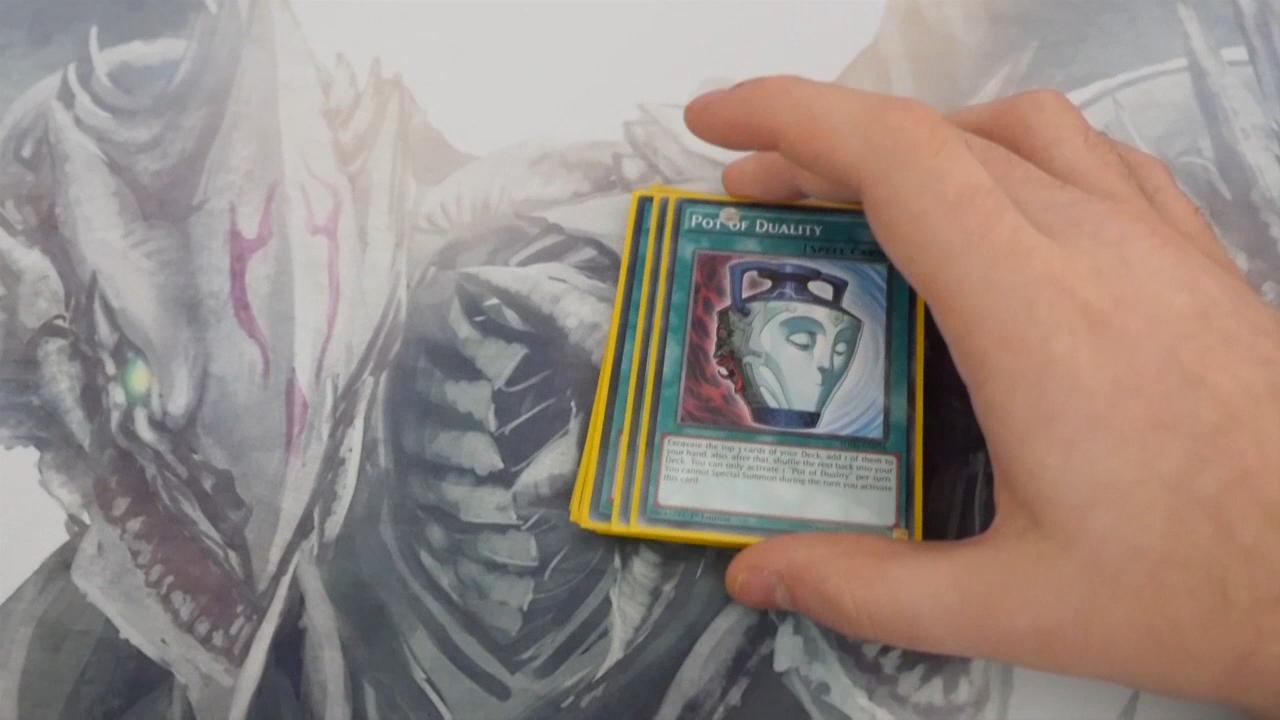 POT OF DUALITY
[SPELL CARD
Excavate the top 3 cards of your Deck, add 1 of them to
your hand, also, after that, shuffle the rest back into your
Deck. You can only activate 1 "Pot of Duality" per turn.
You cannot Special Summon during the turn you activate
this card.